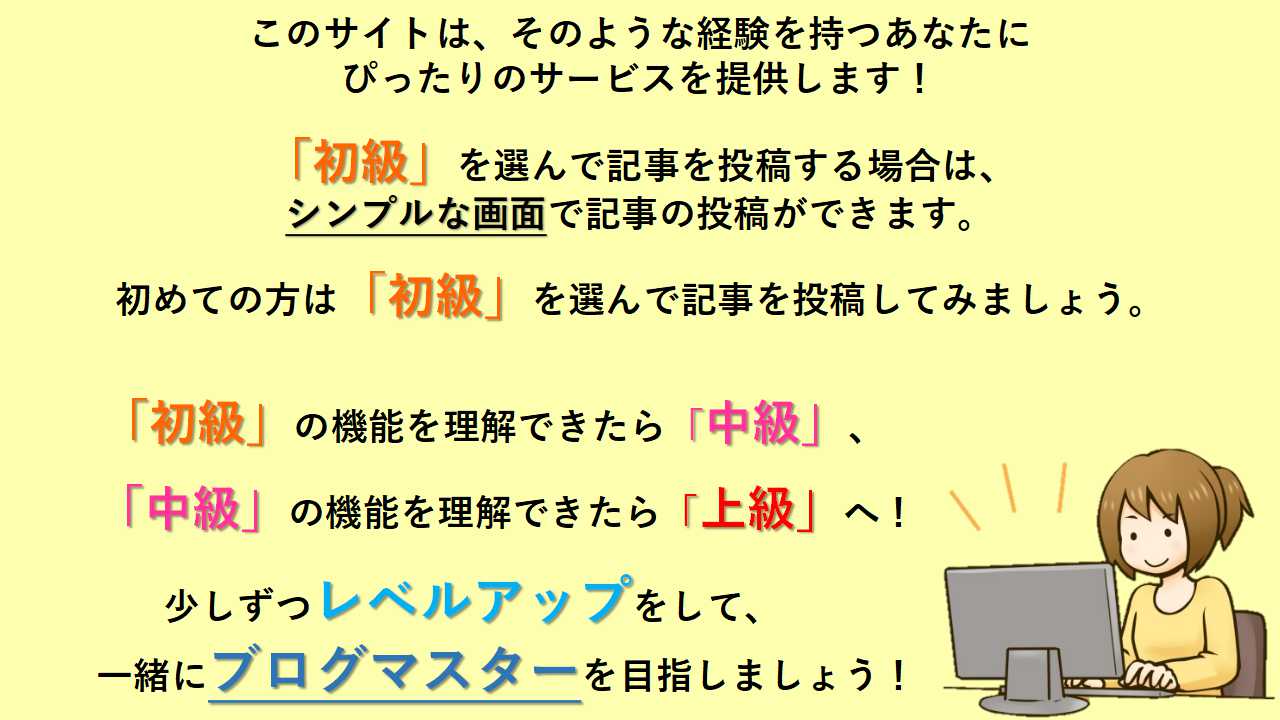 このサイトは、そのような経験を持つあなたに
ぴったりのサービスを提供します！
「初級」を選んで記事を投稿する場合は、
シンプルな画面で記事の投稿ができます。
初めての方は「初級」を選んで記事を投稿してみましょう。
「初級」の機能を理解できたら「中級」、
「中級」の機能を理解できたら「上級」へ！
少しずつレベルアップをして、
一緒にブログマスターを目指しましょう！